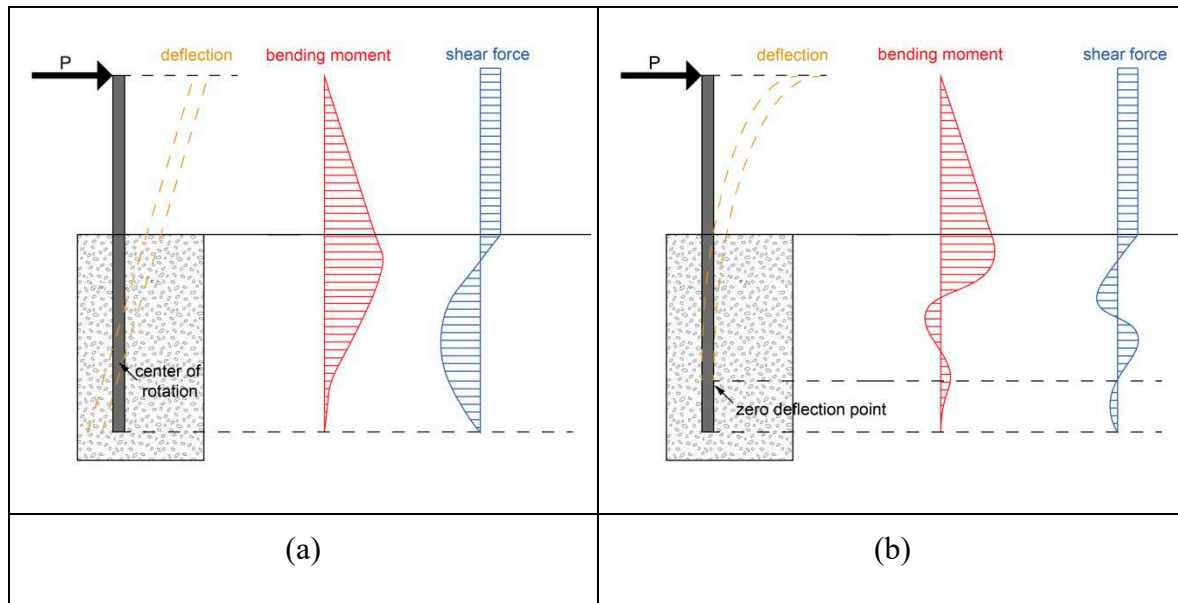 P
deflection
bending moment
shear force
center of
rotation
(a)
P
deflection
bending moment
shear force
zero deflection point
(b)